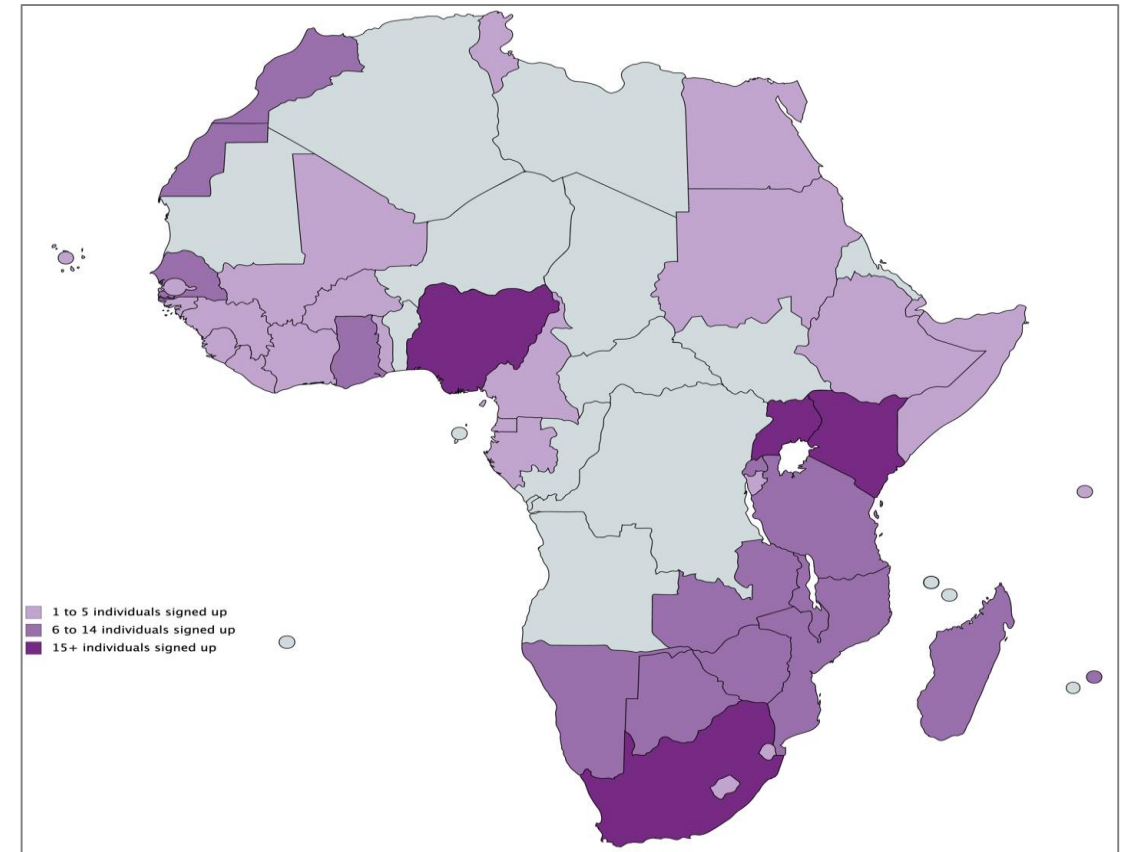 1 to 5 individuals signed up
6 to 14 individuals signed up
15+ individuals signed up